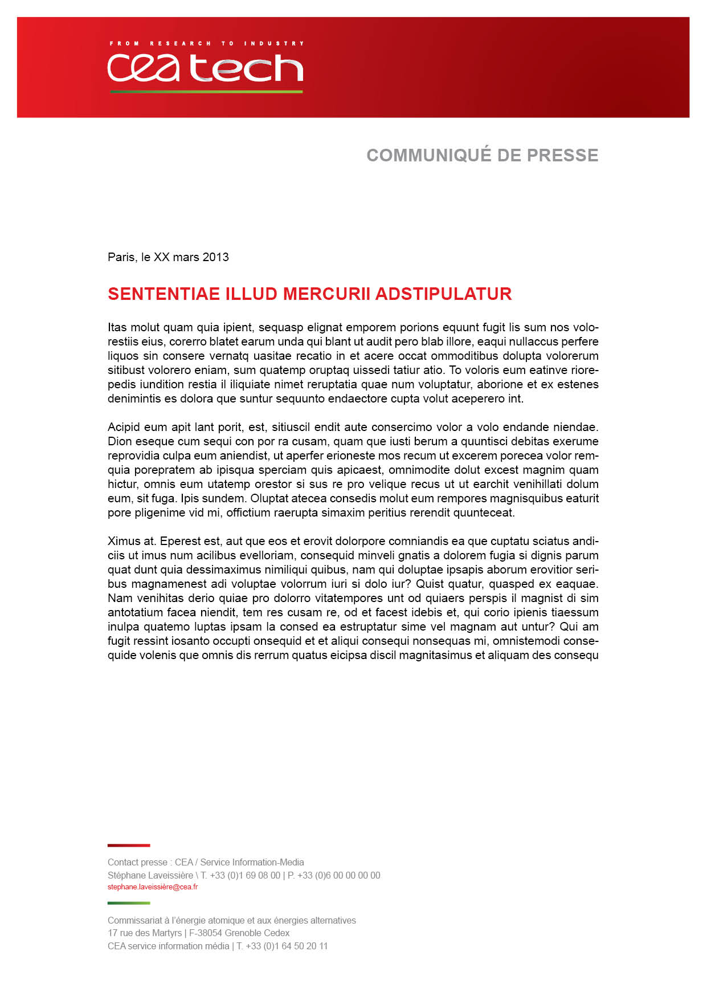 FROM RESEARCH TO INDUSTRY
cea tech
COMMUNIQUÉ DE PRESSE
Paris, le XX mars 2013
SENTENTIAE ILLUD MERCURII ADSTIPULATUR
Itas molut quam quia ipient, sequasp elignat emporem porions equunt fugit lis sum nos volo-
restiis eius, corerro blatet earum unda qui blant ut audit pero blab illore, eaqui nullaccus perfere
liquos sin consere vernatq uasitae recatio in et acere occat ommoditibus dolupta volorerum
sitibust volorero eniam, sum quatemp oruptaq uissedi tatiur atio. To voloris eum eatinve riore-
pedis iundition restia il iliquiate nimet reruptatia quae num voluptatur, aborione et ex estenes
denimintis es dolora que suntur sequunto endaectore cupta volut aceperero int.
Acipid eum apit lant porit, est, sitiuscil endit aute consercimo volor a volo endande niendae.
Dion eseque cum sequi con por ra cusam, quam que iusti berum a quuntisci debitas exerume
reprovidia culpa eum aniendist, ut aperfer erioneste mos recum ut excerem porecea volor rem-
quia porepratem ab ipisqua sperciam quis apicaest, omnimodite dolut excest magnim quam
hictur, omnis eum utatemp orestor si sus re pro velique recus ut ut earchit venihillati dolum
eum, sit fuga. Ipis sundem. Oluptat atecea consedis molut eum rempores magnisquibus eaturit
pore pligenime vid mi, offictium raerupta simaxim peritius rerendit quunteceat.
Ximus at. Eperest est, aut que eos et erovit dolorpore comniandis ea que cuptatu sciatus andi-
ciis ut imus num acilibus evelloriam, consequid minveli gnatis a dolorem fugia si dignis parum
quat dunt quia dessimaximus nimiliqui quibus, nam qui doluptae ipsapis aborum erovitior seri-
bus magnamenest adi voluptae volorrum iuri si dolo iur? Quist quatur, quasped ex eaquae.
Nam venihitas derio quiae pro dolorro vitatempores unt od quiaers perspis il magnist di sim
antotatium facea niendit, tem res cusam re, od et facest idebis et, qui corio ipienis tiaessum
inulpa quatemo luptas ipsam la consed ea estruptatur sime vel magnam aut untur? Qui am
fugit ressint iosanto occupti onsequid et et aliqui consequi nonsequas mi, omnistemodi conse-
quide volenis que omnis dis rerrum quatus eicipsa discil magnitasimus et aliquam des consequ
Contact presse : CEA / Service Information-Media
Stéphane Laveissière \ T. +33 (0)1 69 08 00 | P. +33 (0)6 00 00 00 00
stephane.laveissière@cea.fr
Commissariat à l’énergie atomique et aux énergies alternatives
17 rue des Martyrs | F-38054 Grenoble Cedex
CEA service information média | T. +33 (0)1 64 50 20 11